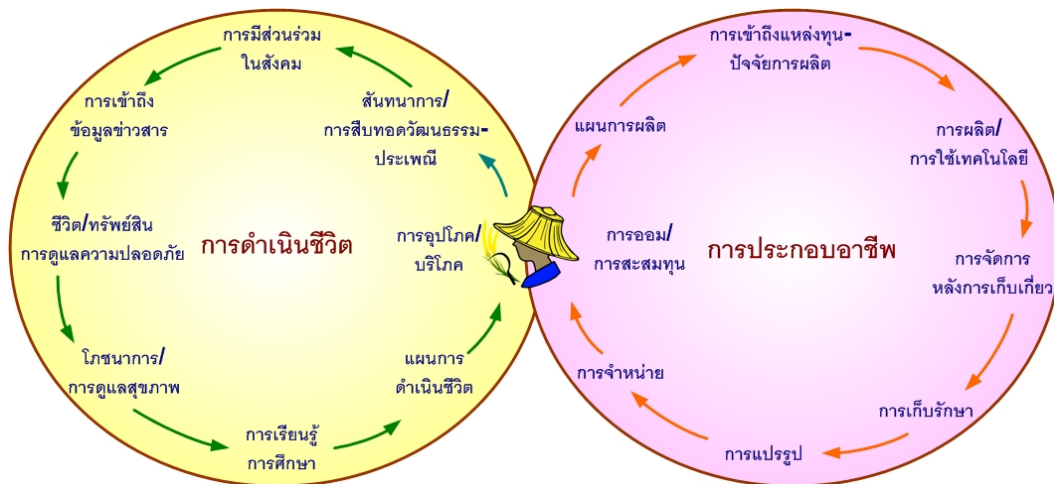 การดำเนินชีวิต
การมีส่วนร่วม
ในสังคม
การเข้าถึง
ข้อมูลข่าวสาร
ชีวิต/ทรัพย์สิน
การดูแลความปลอดภัย
โภชนาการ/
การดูแลสุขภาพ
การเรียนรู้
การศึกษา
แผนการ
ดำเนินชีวิต
การอุปโภค/
บริโภค
สันทนาการ/
การสืบทอดวัฒนธรรม-
ประเพณี
การประกอบอาชีพ
การเข้าถึงแหล่งทุน-
ปัจจัยการผลิต
การผลิต/
การใช้เทคโนโลยี
การจัดการ
หลังการเก็บเกี่ยว
การเก็บรักษา
การแปรรูป
การจำหน่าย
การออม/
การสะสมทุน
แผนการผลิต